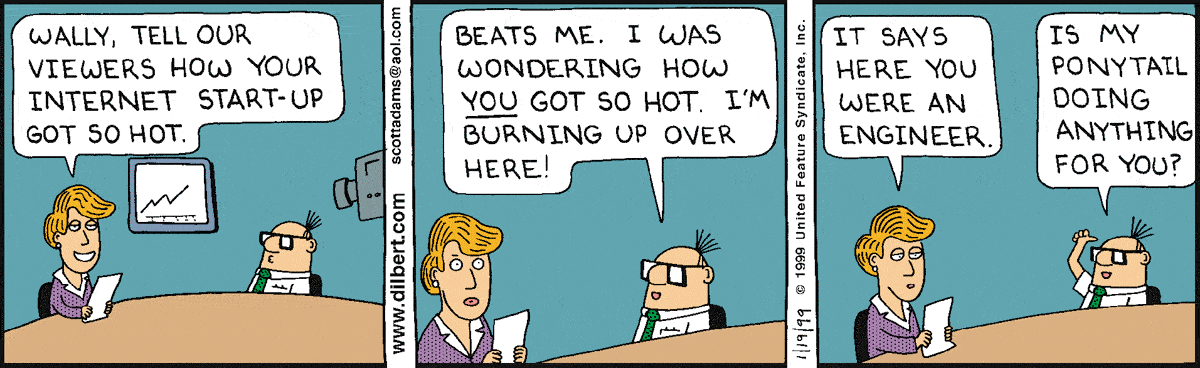 WALLY, TELL OUR
VIEWERS HOW YOUR
INTERNET START-UP
GOT SO HOT.
www.dilbert.com
scottadams@aol.com
BEATS ME. I WAS
WONDERING HOW
YOU GOT SO HOT. I'M
BURNING UP OVER
HERE!
1/19/99 © 1999 United Feature Syndicate, Inc.
IT SAYS
HERE YOU
WERE AN
ENGINEER.
IS MY
PONYTAIL
DOING
ANYTHING
FOR YOU?